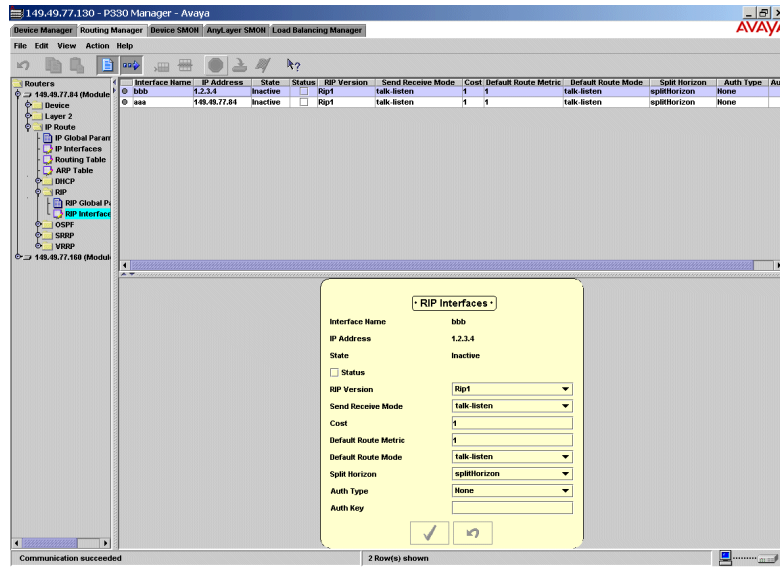 149.49.77.130 - P330 Manager - Avaya
Device Manager Routing Manager Device SMON AnyLayer SMON Load Balancing Manager
AVAYA
File Edit View Action Help
Routers
149.49.77.84 (Module
Device
Layer 2
IP Route
IP Global Param
IP Interfaces
Routing Table
ARP Table
DHCP
RIP
RIP Global Pa
RIP Interface
OSPF
SRRP
VRRP
149.49.77.168 (Module
Interface Name IP Address State Status RIP Version Send Receive Mode Cost Default Route Metric Default Route Mode Split Horizon Auth Type Au
bbb 1.2.3.4 Inactive Rip1 talk-listen 1 1 talk-listen splitHorizon None
aaa 149.49.77.84 Inactive Rip1 talk-listen 1 1 talk-listen splitHorizon None
• RIP Interfaces •
Interface Name bbb
IP Address 1.2.3.4
State Inactive
Status
RIP Version Rip1
Send Receive Mode talk-listen
Cost 1
Default Route Metric 1
Default Route Mode talk-listen
Split Horizon splitHorizon
Auth Type None
Auth Key
Communication succeeded 2 Row(s) shown